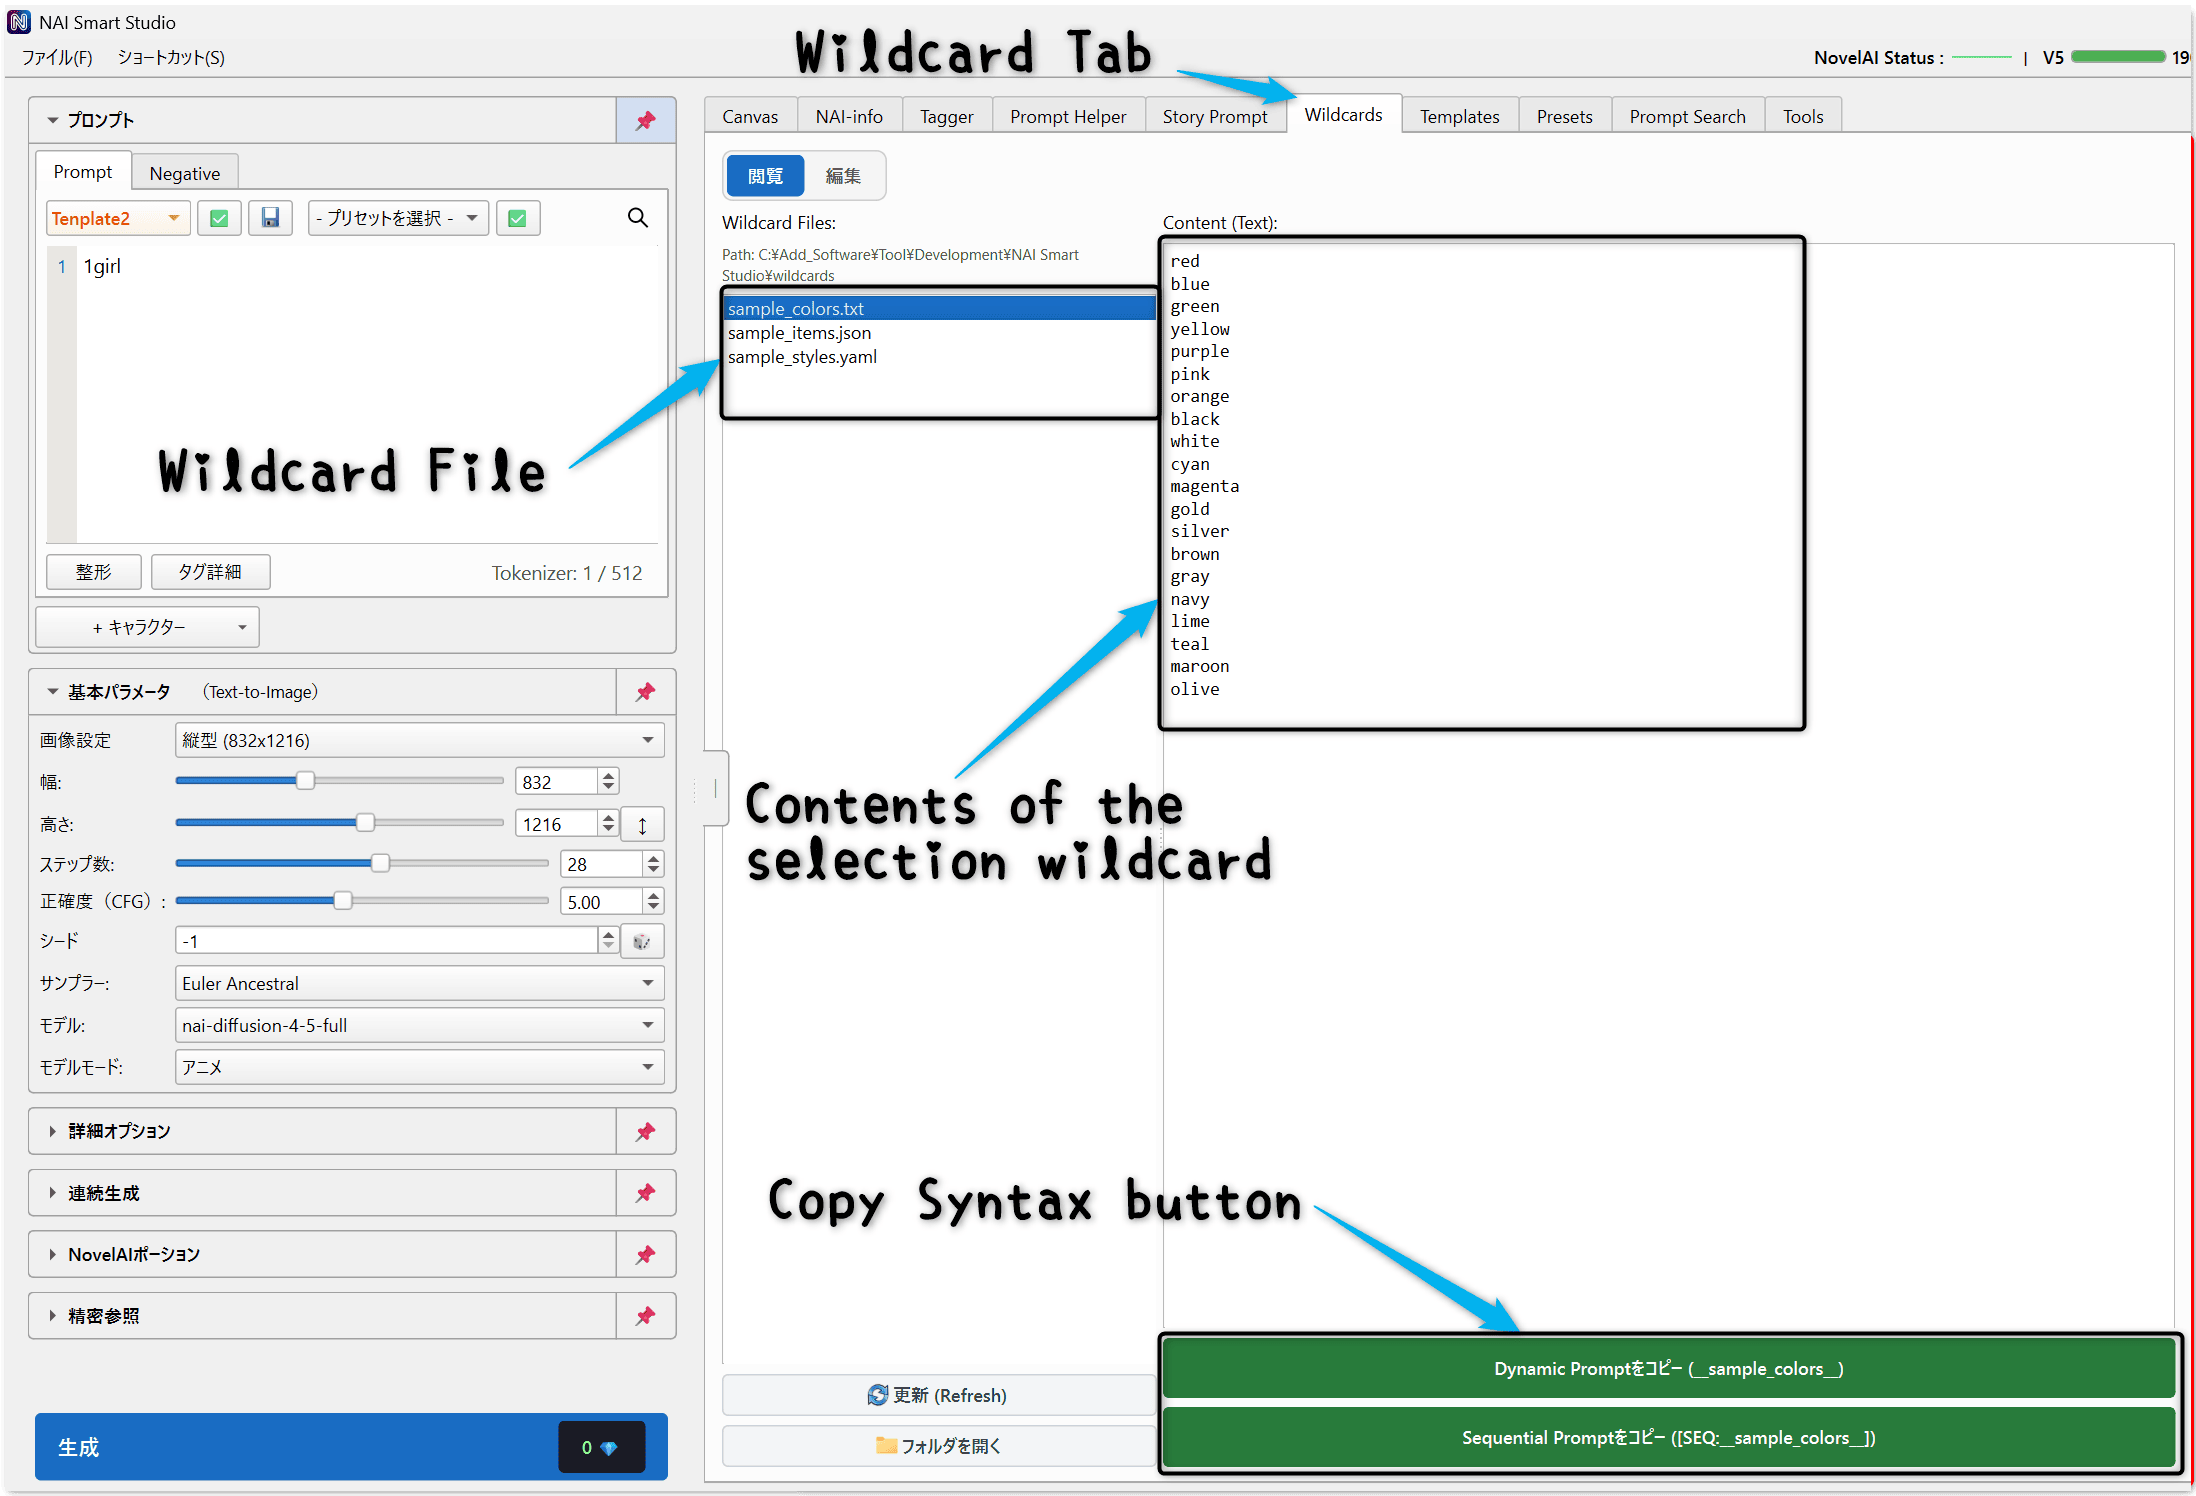 NAI Smart Studio
ファイル(F) ショートカット(S)
Wildcard Tab
NovelAI Status : | V5
プロンプト
Canvas NAI-info Tagger Prompt Helper Story Prompt Wildcards Templates Presets Prompt Search Tools
Prompt Negative
Tenplate2 - プリセットを選択 -
1 1girl
Wildcard File
整形 タグ詳細 Tokenizer: 1 / 512
+ キャラクター
基本パラメータ (Text-to-Image)
画像設定 縦型 (832x1216)
幅: 832
高さ: 1216
ステップ数: 28
正確度（CFG）: 5.00
シード -1
サンプラー: Euler Ancestral
モデル: nai-diffusion-4-5-full
モデルモード: アニメ
詳細オプション
連続生成
NovelAIポーション
精密参照
生成 0
閲覧 編集
Wildcard Files:
Path: C:¥Add_Software¥Tool¥Development¥NAI Smart
Studio¥wildcards
sample_colors.txt
sample_items.json
sample_styles.yaml
Content (Text):
red
blue
green
yellow
purple
pink
orange
black
white
cyan
magenta
gold
silver
brown
gray
navy
lime
teal
maroon
olive
Contents of the
selection wildcard
Copy Syntax button
更新 (Refresh)
フォルダを開く
Dynamic Promptをコピー (__sample_colors__)
Sequential Promptをコピー ([SEQ:__sample_colors__])